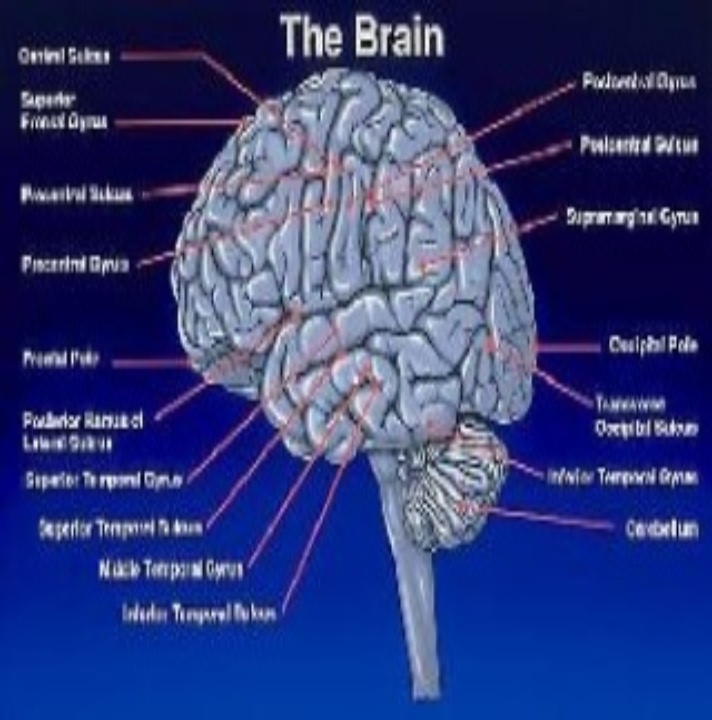 The Brain
Central Sulcus
Superior
Frontal Gyrus
Precentral Sulcus
Precentral Gyrus
Frontal Pole
Posterior Ramus of
Lateral Sulcus
Superior Temporal Gyrus
Superior Temporal Sulcus
Middle Temporal Gyrus
Inferior Temporal Sulcus
Postcentral Gyrus
Postcentral Sulcus
Supramarginal Gyrus
Occipital Pole
Transverse
Occipital Sulcus
Inferior Temporal Gyrus
Cerebellum